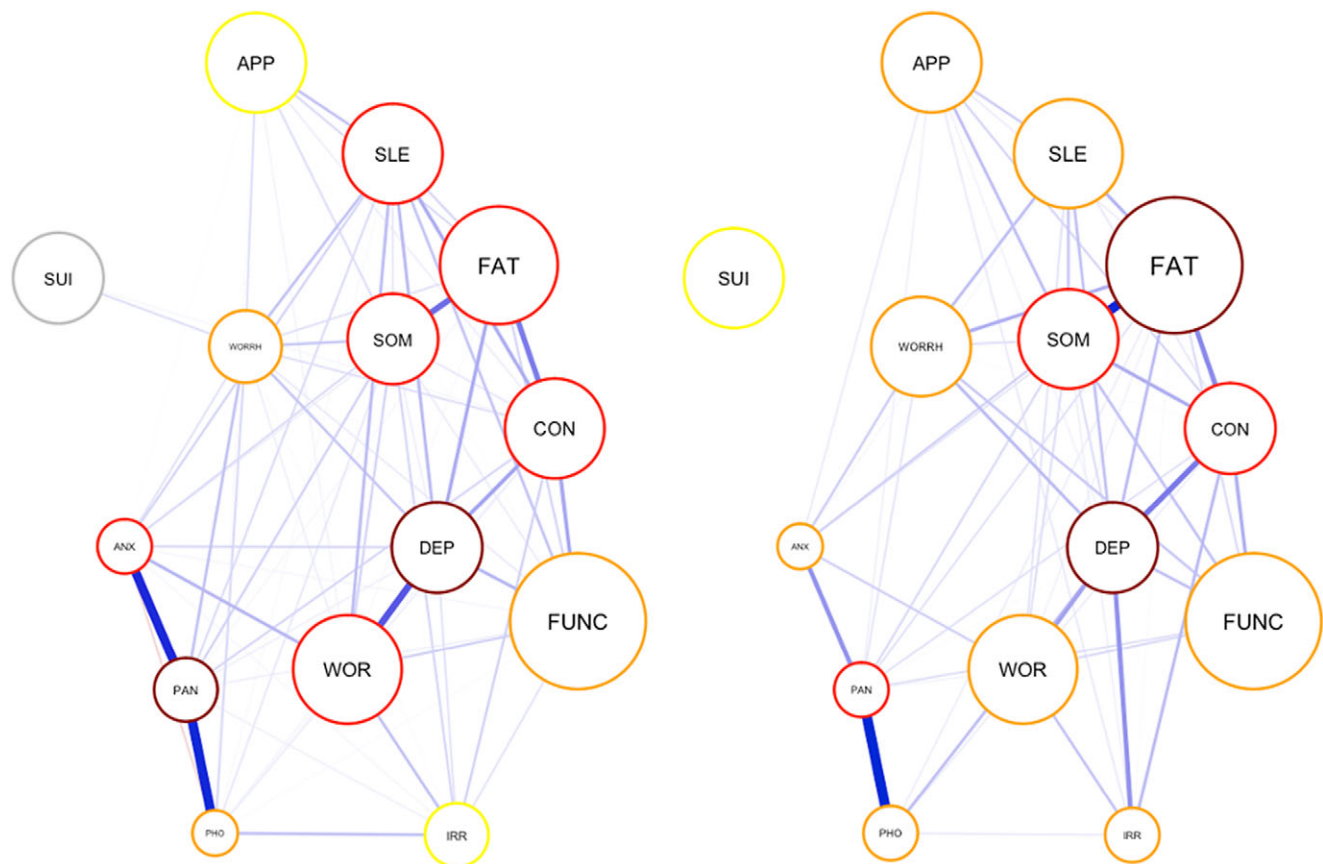 APP
SLE
FAT
SUI
WORRH
SOM
CON
ANX
DEP
FUNC
WOR
PAN
PHO
IRR
APP
SLE
FAT
SUI
WORRH
SOM
CON
ANX
DEP
FUNC
WOR
PAN
PHO
IRR